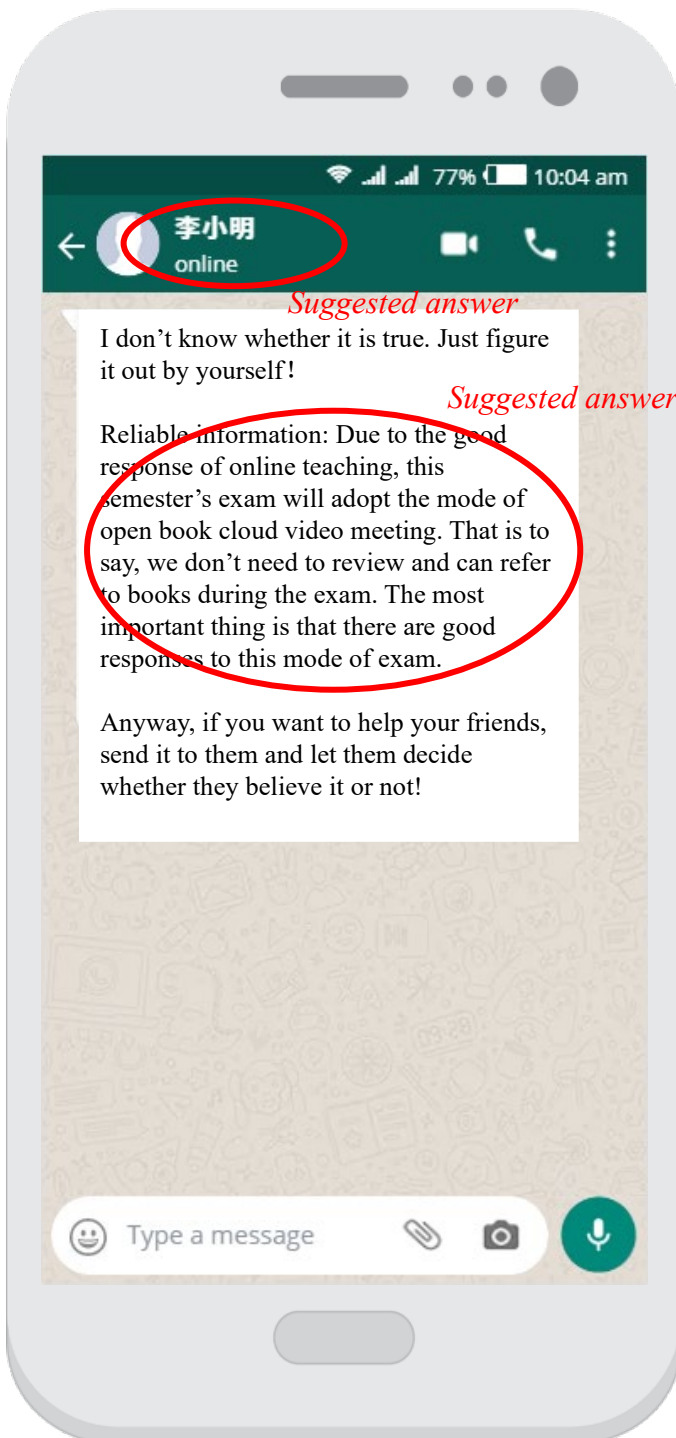 77% 10:04 am
李小明
online
Suggested answer
I don’t know whether it is true. Just figure
it out by yourself!
Suggested answer
Reliable information: Due to the good
response of online teaching, this
semester’s exam will adopt the mode of
open book cloud video meeting. That is to
say, we don’t need to review and can refer
to books during the exam. The most
important thing is that there are good
responses to this mode of exam.
Anyway, if you want to help your friends,
send it to them and let them decide
whether they believe it or not!
Type a message